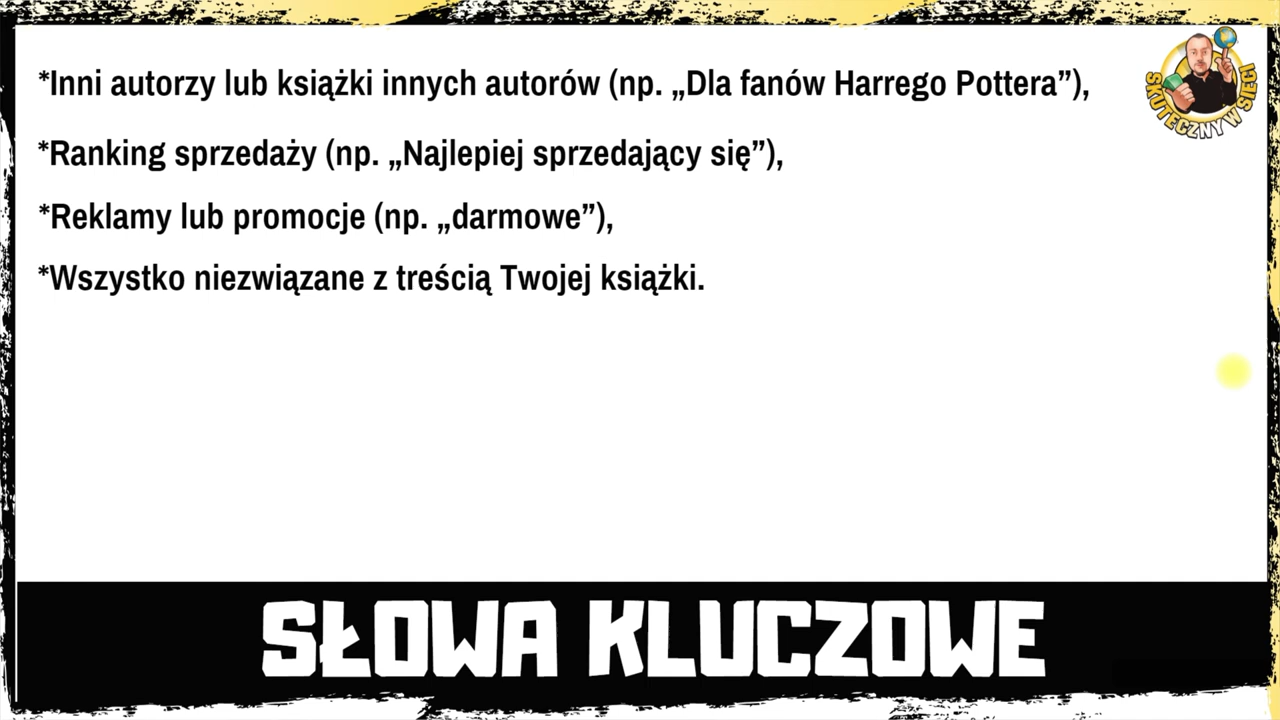 *Inni autorzy lub książki innych autorów (np. „Dla fanów Harrego Pottera”),
*Ranking sprzedaży (np. „Najlepiej sprzedający się”),
*Reklamy lub promocje (np. „darmowe”),
*Wszystko niezwiązane z treścią Twojej książki.
SKUTECZNY W SIECI
SŁOWA KLUCZOWE